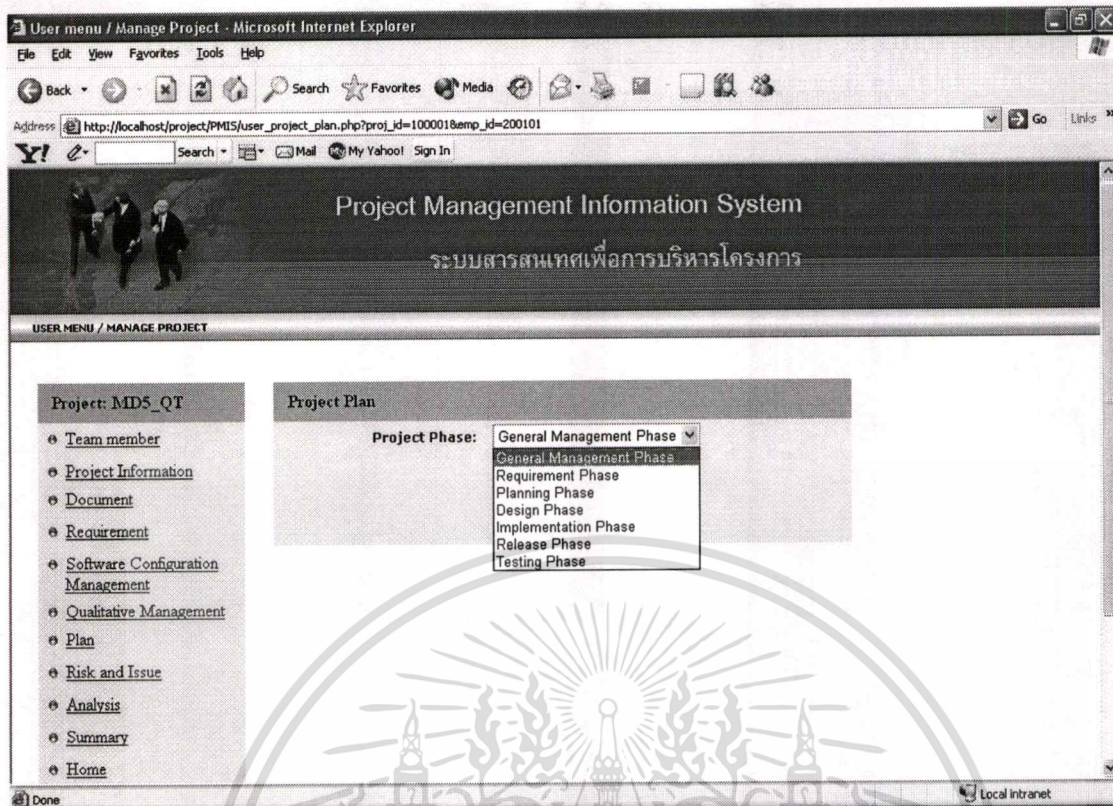 User menu / Manage Project - Microsoft Internet Explorer
File Edit View Favorites Tools Help
Back Search Favorites Media
Address http://localhost/project/PMIS/user_project_plan.php?proj_id=100001&emp_id=200101 Go Links »
Y! Search Mail My Yahoo! Sign In
Project Management Information System
ระบบสารสนเทศเพื่อการบริหารโครงการ
USER MENU / MANAGE PROJECT
Project: MD5_QT
Team member
Project Information
Document
Requirement
Software Configuration
Management
Qualitative Management
Plan
Risk and Issue
Analysis
Summary
Home
Project Plan
Project Phase: General Management Phase
General Management Phase
Requirement Phase
Planning Phase
Design Phase
Implementation Phase
Release Phase
Testing Phase
Done Local intranet